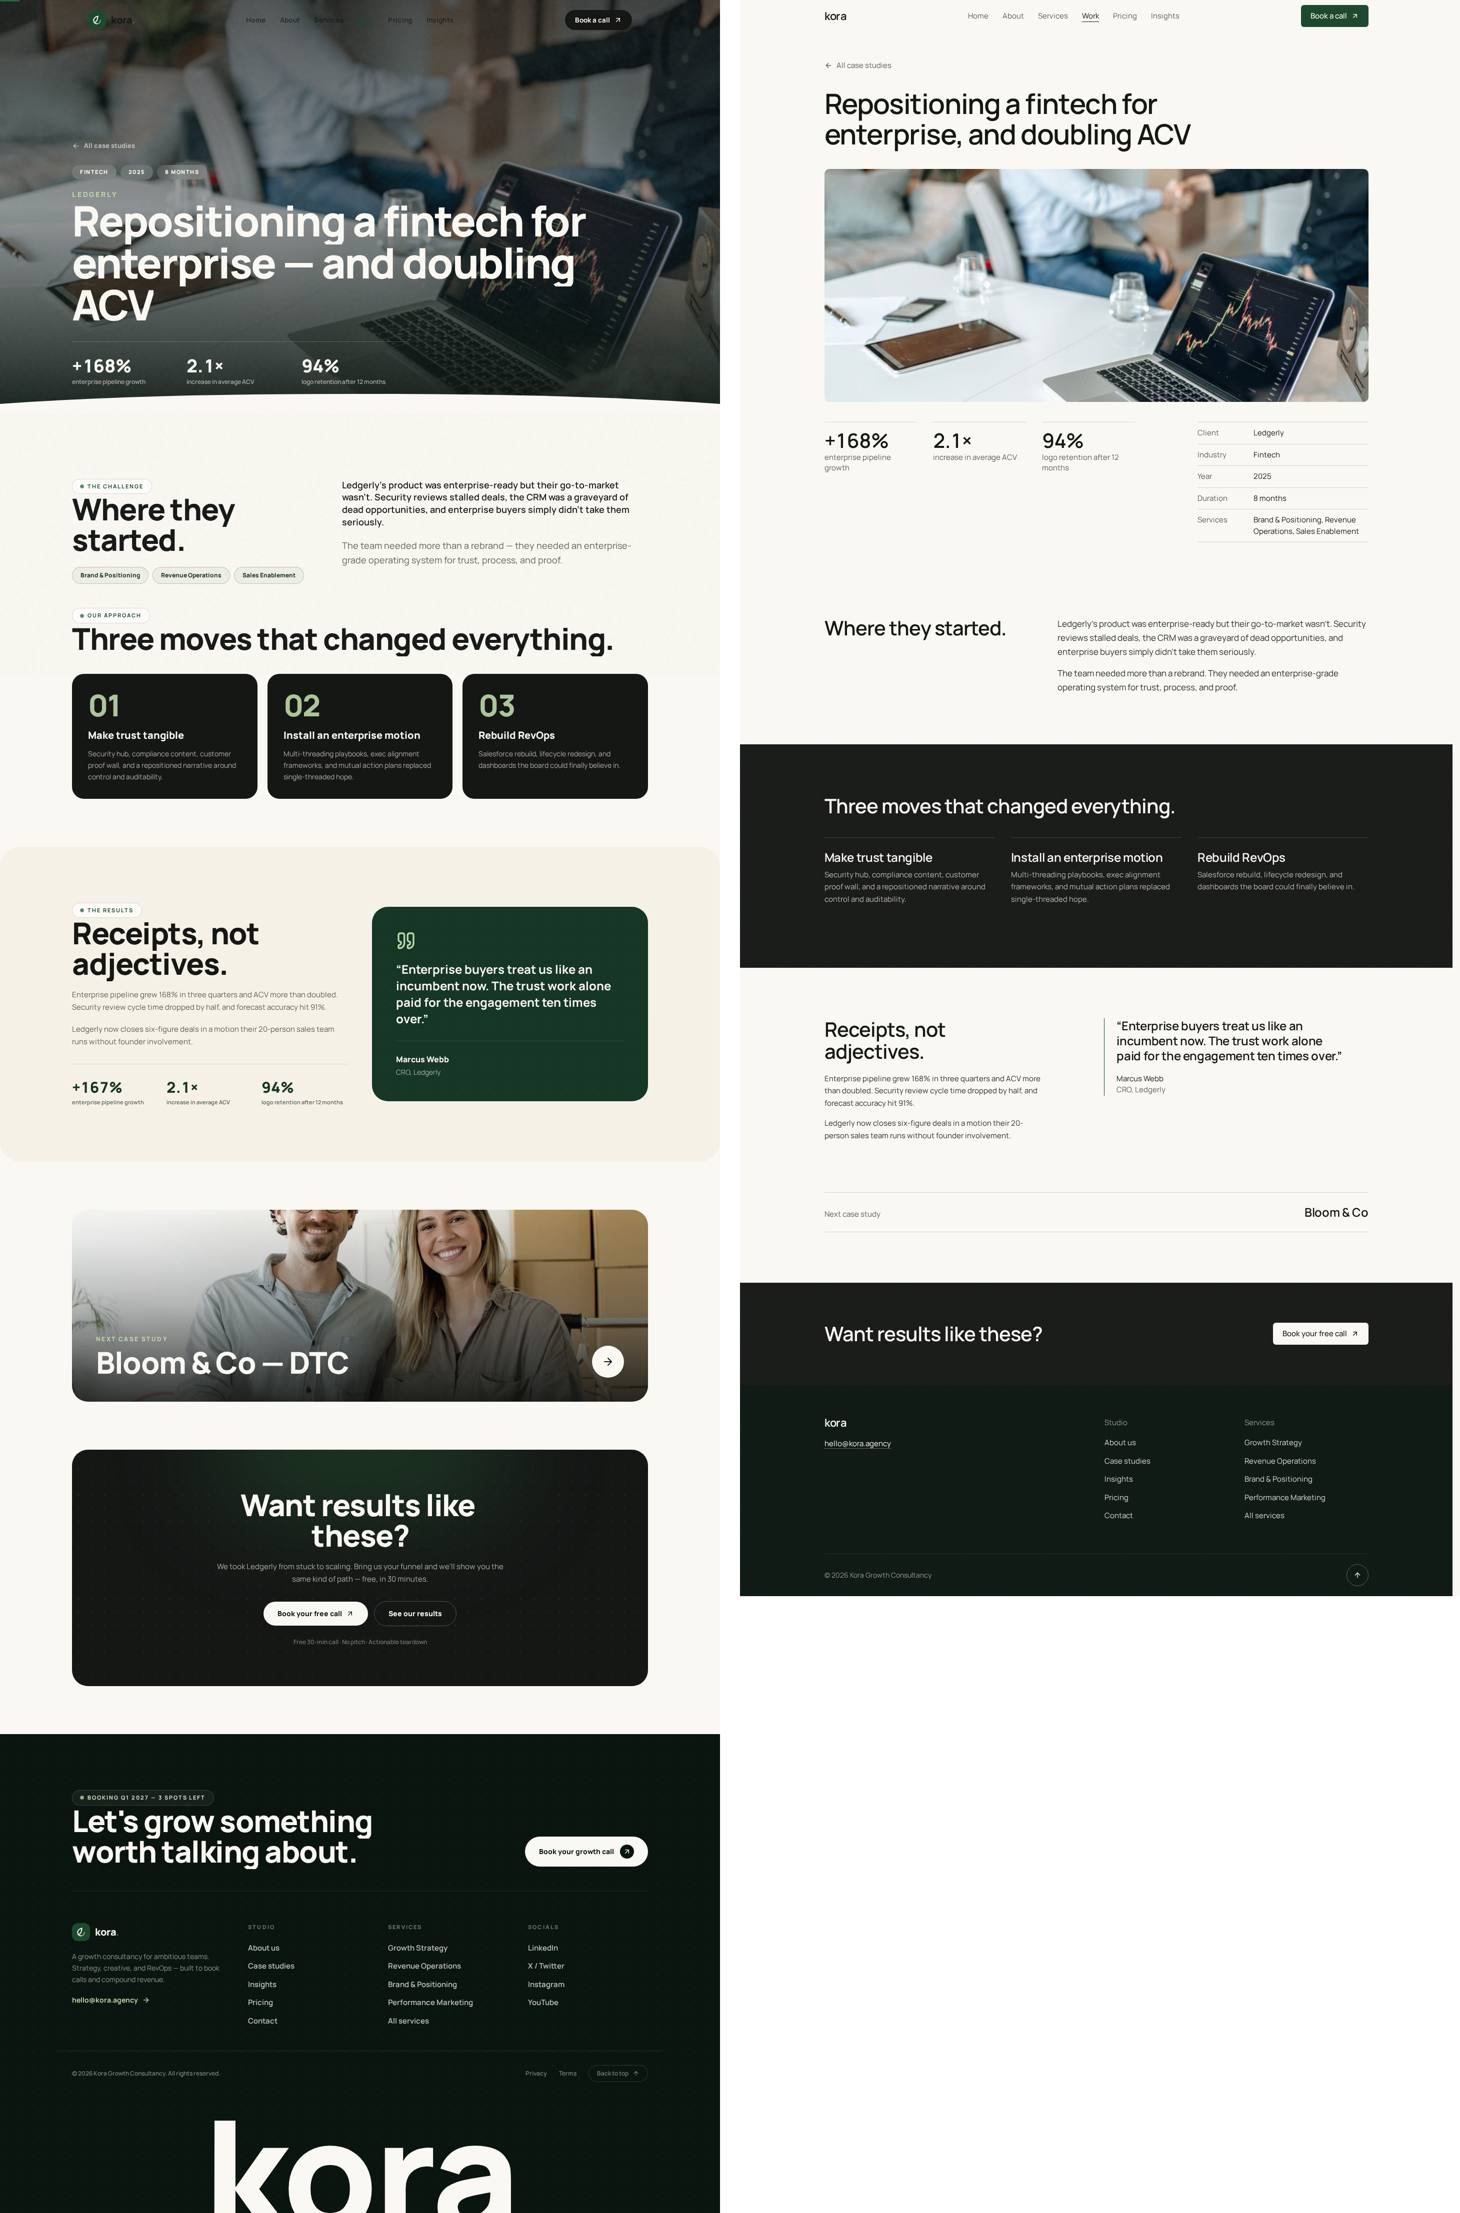 kora.
Home About Services Pricing Insights
Book a call
← All case studies
FINTECH 2025 8 MONTHS
LEDGERLY
Repositioning a fintech for
enterprise — and doubling
ACV
+168% 2.1× 94%
enterprise pipeline growth increase in average ACV logo retention after 12 months
THE CHALLENGE
Where they
started.
Brand & Positioning Revenue Operations Sales Enablement
Ledgerly's product was enterprise-ready but their go-to-market
wasn't. Security reviews stalled deals, the CRM was a graveyard of
dead opportunities, and enterprise buyers simply didn't take them
seriously.
The team needed more than a rebrand — they needed an enterprise-
grade operating system for trust, process, and proof.
OUR APPROACH
Three moves that changed everything.
01
Make trust tangible
Security hub, compliance content, customer
proof wall, and a repositioned narrative around
control and auditability.
02
Install an enterprise motion
Multi-threading playbooks, exec alignment
frameworks, and mutual action plans replaced
single-threaded hope.
03
Rebuild RevOps
Salesforce rebuild, lifecycle redesign, and
dashboards the board could finally believe in.
THE RESULTS
Receipts, not
adjectives.
Enterprise pipeline grew 168% in three quarters and ACV more than doubled.
Security review cycle time dropped by half, and forecast accuracy hit 91%.
Ledgerly now closes six-figure deals in a motion their 20-person sales team
runs without founder involvement.
+167% 2.1× 94%
enterprise pipeline growth increase in average ACV logo retention after 12 months
“Enterprise buyers treat us like an
incumbent now. The trust work alone
paid for the engagement ten times
over.”
Marcus Webb
CRO, Ledgerly
NEXT CASE STUDY
Bloom & Co — DTC
Want results like
these?
We took Ledgerly from stuck to scaling. Bring us your funnel and we'll show you the
same kind of path — free, in 30 minutes.
Book your free call See our results
Free 30-min call · No pitch · Actionable teardown
BOOKING Q1 2027 — 3 SPOTS LEFT
Let's grow something
worth talking about.
Book your growth call
kora.
A growth consultancy for ambitious teams.
Strategy, creative, and RevOps — built to book
calls and compound revenue.
hello@kora.agency →
STUDIO
About us
Case studies
Insights
Pricing
Contact
SERVICES
Growth Strategy
Revenue Operations
Brand & Positioning
Performance Marketing
All services
SOCIALS
LinkedIn
X / Twitter
Instagram
YouTube
© 2026 Kora Growth Consultancy. All rights reserved.
Privacy Terms Back to top ↑
kora
kora
Home About Services Work Pricing Insights
Book a call
← All case studies
Repositioning a fintech for
enterprise, and doubling ACV
+168%
enterprise pipeline
growth
2.1×
increase in average ACV
94%
logo retention after 12
months
Client Ledgerly
Industry Fintech
Year 2025
Duration 8 months
Services Brand & Positioning, Revenue
Operations, Sales Enablement
Where they started.
Ledgerly's product was enterprise-ready but their go-to-market wasn't. Security
reviews stalled deals, the CRM was a graveyard of dead opportunities, and
enterprise buyers simply didn't take them seriously.
The team needed more than a rebrand. They needed an enterprise-grade
operating system for trust, process, and proof.
Three moves that changed everything.
Make trust tangible
Security hub, compliance content, customer
proof wall, and a repositioned narrative around
control and auditability.
Install an enterprise motion
Multi-threading playbooks, exec alignment
frameworks, and mutual action plans replaced
single-threaded hope.
Rebuild RevOps
Salesforce rebuild, lifecycle redesign, and
dashboards the board could finally believe in.
Receipts, not
adjectives.
Enterprise pipeline grew 168% in three quarters and ACV more
than doubled. Security review cycle time dropped by half, and
forecast accuracy hit 91%.
Ledgerly now closes six-figure deals in a motion their 20-
person sales team runs without founder involvement.
“Enterprise buyers treat us like an
incumbent now. The trust work alone
paid for the engagement ten times over.”
Marcus Webb
CRO, Ledgerly
Next case study Bloom & Co
Want results like these?
Book your free call
kora
hello@kora.agency
Studio
About us
Case studies
Insights
Pricing
Contact
Services
Growth Strategy
Revenue Operations
Brand & Positioning
Performance Marketing
All services
© 2026 Kora Growth Consultancy